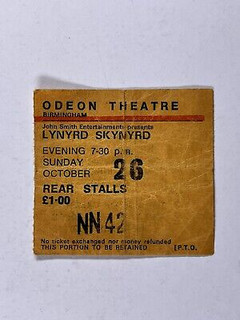 ODEON THEATRE
BIRMINGHAM
John Smith Entertainments presents
LYNYRD SKYNYRD
EVENING 7-30 p.m.
SUNDAY
OCTOBER 26
REAR STALLS
£1·00
NN 42
No ticket exchanged nor money refunded
THIS PORTION TO BE RETAINED [P.T.O.